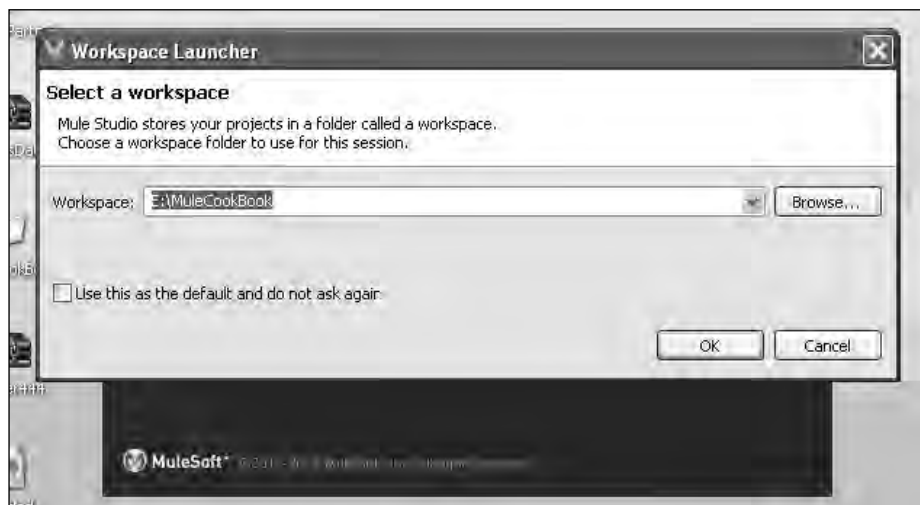 Workspace Launcher
Select a workspace
Mule Studio stores your projects in a folder called a workspace.
Choose a workspace folder to use for this session.
Workspace: E:\MuleCookBook Browse...
Use this as the default and do not ask again
OK Cancel
MuleSoft